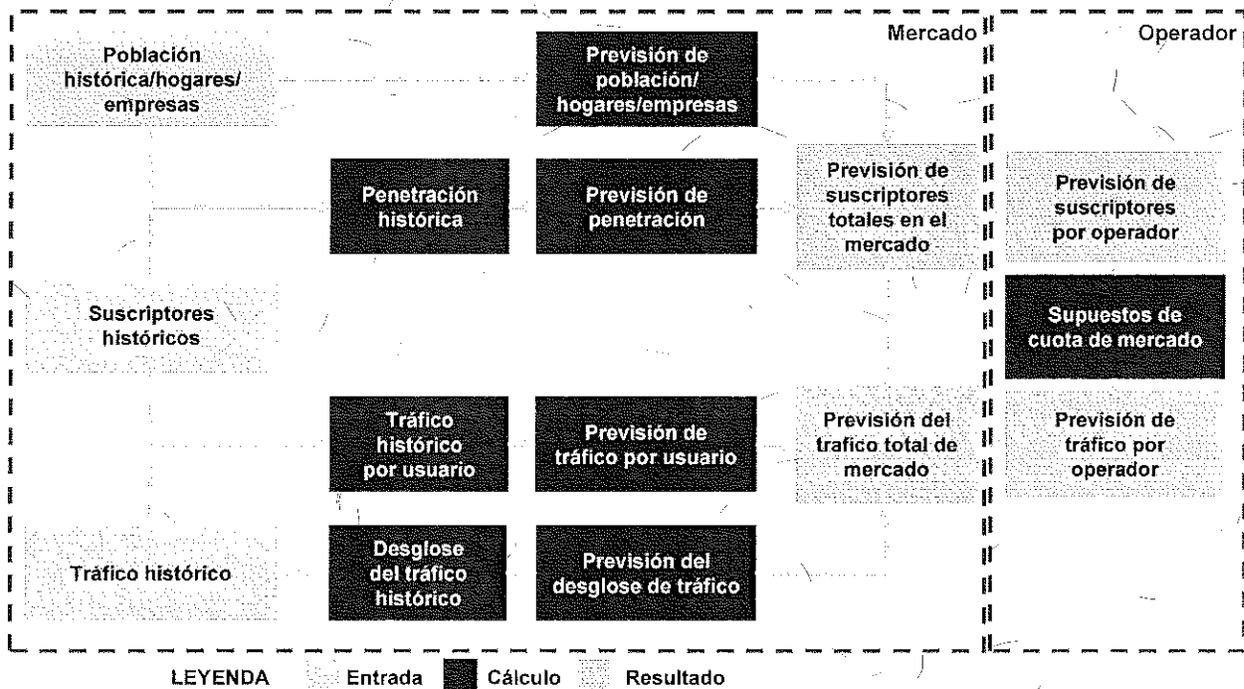 Mercado
Operador
Población
histórica/hogares/
empresas
Previsión de
población/
hogares/empresas
Penetración
histórica
Previsión de
penetración
Previsión de
suscriptores
totales en el
mercado
Previsión de
suscriptores
por operador
Suscriptores
históricos
Supuestos de
cuota de mercado
Tráfico
histórico
por usuario
Previsión de
tráfico por usuario
Previsión del
trafico total de
mercado
Previsión de
tráfico por
operador
Tráfico histórico
Desglose
del tráfico
histórico
Previsión del
desglose de tráfico
LEYENDA Entrada Cálculo Resultado